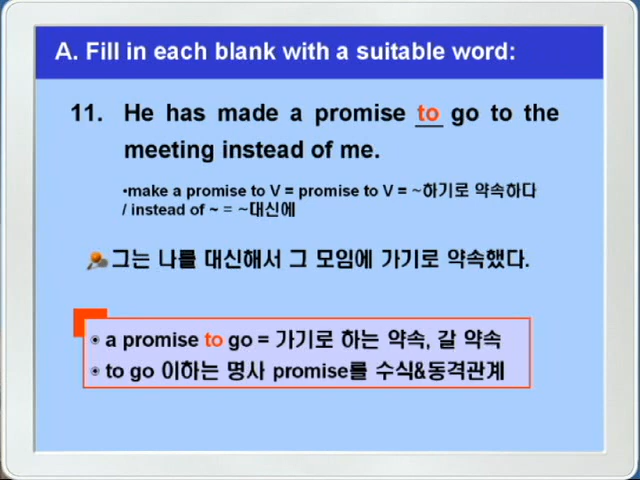 A. Fill in each blank with a suitable word:
11. He has made a promise to go to the
meeting instead of me.
•make a promise to V = promise to V = ~하기로 약속하다
/ instead of ~ = ~대신에
그는 나를 대신해서 그 모임에 가기로 약속했다.
a promise to go = 가기로 하는 약속, 갈 약속
to go 이하는 명사 promise를 수식&동격관계